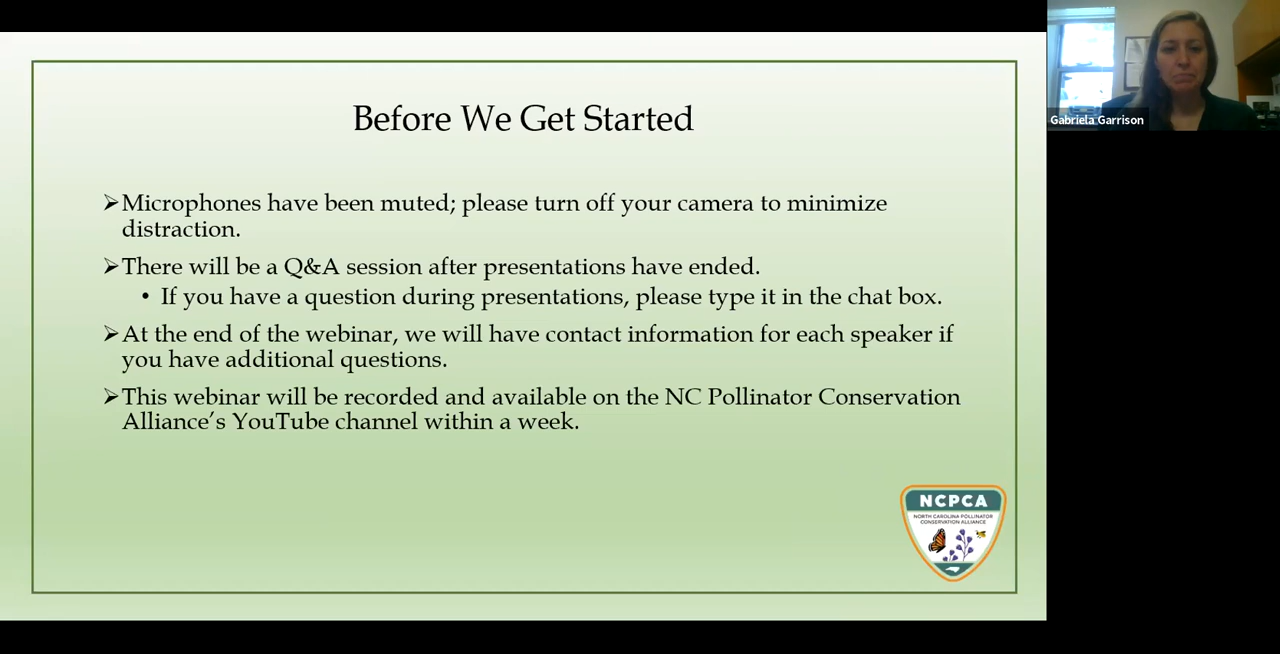 Before We Get Started
➢Microphones have been muted; please turn off your camera to minimize
distraction.
➢There will be a Q&A session after presentations have ended.
• If you have a question during presentations, please type it in the chat box.
➢At the end of the webinar, we will have contact information for each speaker if
you have additional questions.
➢This webinar will be recorded and available on the NC Pollinator Conservation
Alliance’s YouTube channel within a week.
NCPCA
NORTH CAROLINA POLLINATOR
CONSERVATION ALLIANCE
Gabriela Garrison